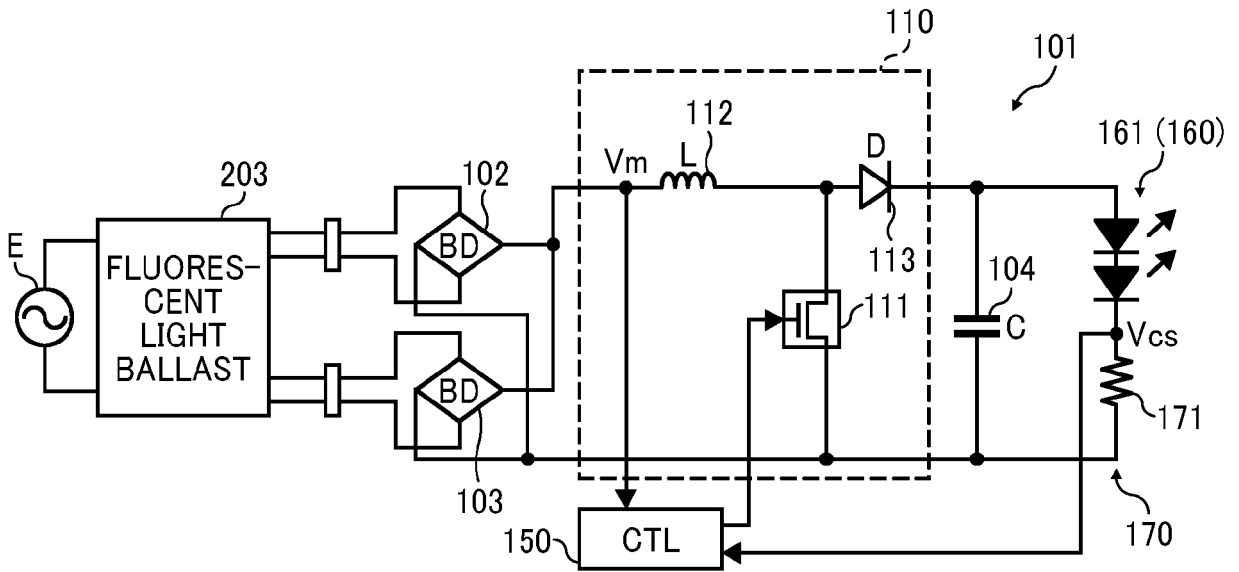 110
101
112
161 (160)
Vm
L
D
203
102
113
104
E
FLUORES-
CENT
LIGHT
BALLAST
BD
111
C
Vcs
BD
171
103
150
CTL
170